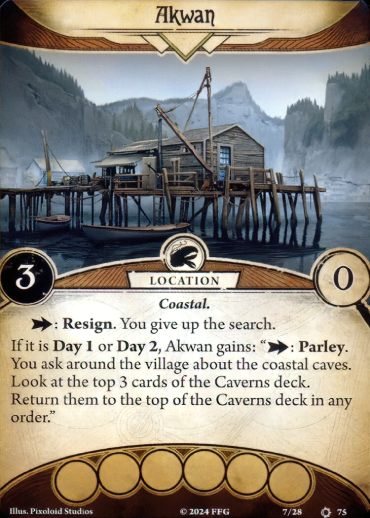 Akwan
3
LOCATION
0
Coastal.
: Resign. You give up the search.
If it is Day 1 or Day 2, Akwan gains: “ : Parley.
You ask around the village about the coastal caves.
Look at the top 3 cards of the Caverns deck.
Return them to the top of the Caverns deck in any
order.”
Illus. Pixoloid Studios © 2024 FFG 7/28 75